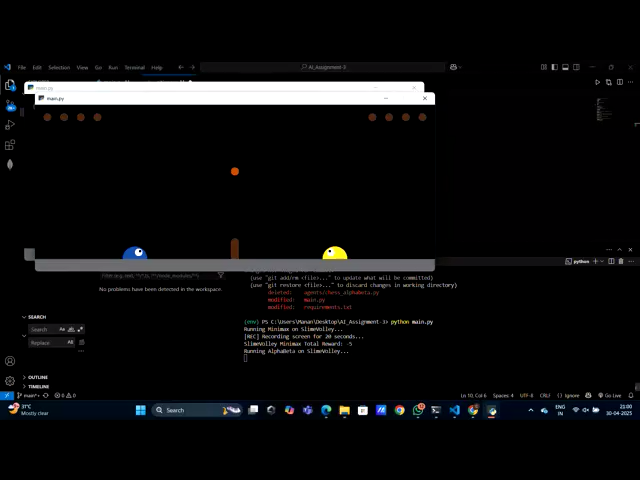 File Edit Selection View Go Run Terminal Help
AI_Assignment-3
main.py
main.py
No problems have been detected in the workspace.
(use "git add/rm <file>..." to update what will be committed)
(use "git restore <file>..." to discard changes in working directory)
deleted: agents/chess_alphabeta.py
modified: main.py
modified: requirements.txt
python
(env) PS C:\Users\Manan\Desktop\AI_Assignment-3> python main.py
Running Minimax on SlimeVolley...
[REC] Recording screen for 20 seconds...
SlimeVolley Minimax Total Reward: -5
Running AlphaBeta on SlimeVolley...
SEARCH
Search
Replace
OUTLINE
TIMELINE
main*
0 0
Ln 10, Col 6
Spaces: 4
UTF-8
CRLF
Ignore
Go Live
31°C
Mostly clear
Search
ENG
IN
21:00
30-04-2025